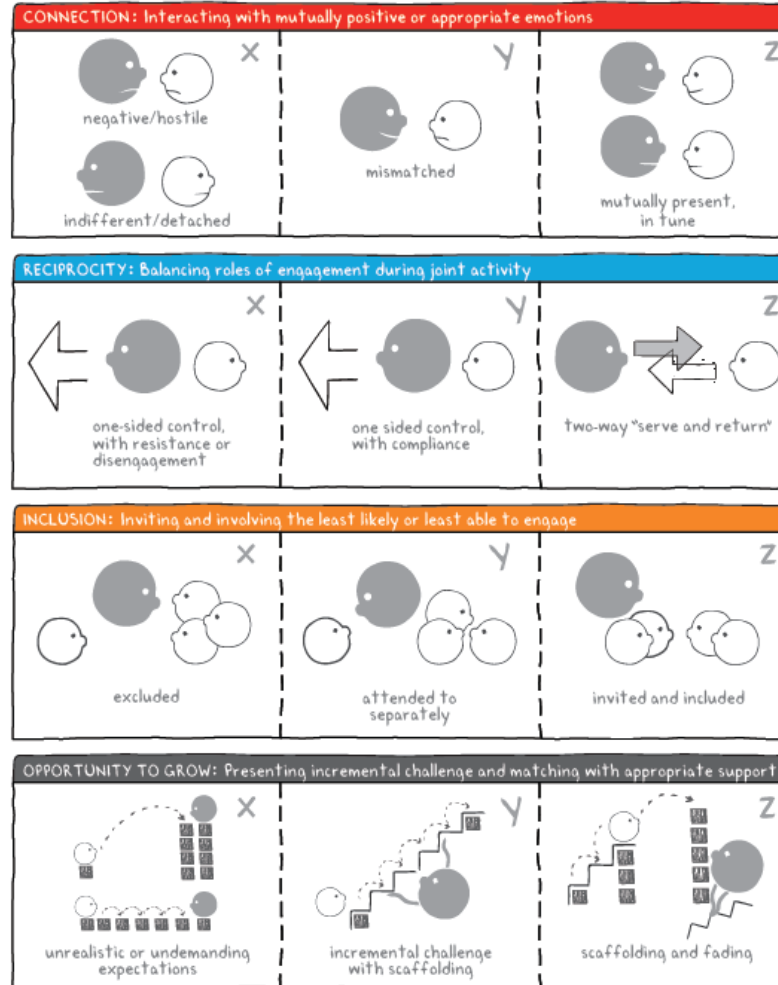 CONNECTION: Interacting with mutually positive or appropriate emotions
X
Y
Z
negative/hostile
indifferent/detached
mismatched
mutually present,
in tune
RECIPROCITY: Balancing roles of engagement during joint activity
X
Y
Z
one-sided control,
with resistance or
disengagement
one sided control,
with compliance
two-way "serve and return"
INCLUSION: Inviting and involving the least likely or least able to engage
X
Y
Z
excluded
attended to
separately
invited and included
OPPORTUNITY TO GROW: Presenting incremental challenge and matching with appropriate support
X
Y
Z
unrealistic or undemanding
expectations
incremental challenge
with scaffolding
scaffolding and fading